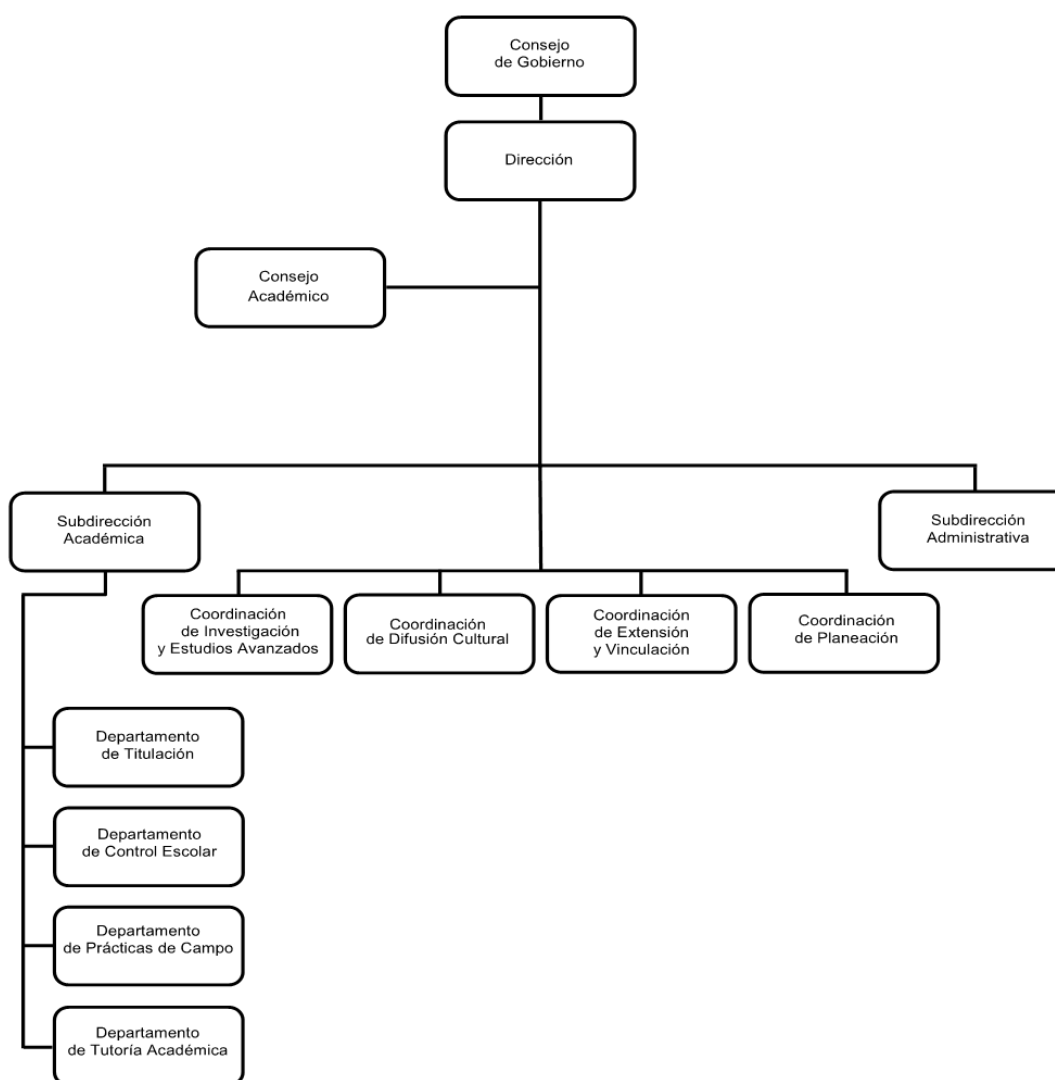 Consejo
de Gobierno
Dirección
Consejo
Académico
Subdirección
Académica
Subdirección
Administrativa
Coordinación
de Investigación
y Estudios Avanzados
Coordinación
de Difusión Cultural
Coordinación
de Extensión
y Vinculación
Coordinación
de Planeación
Departamento
de Titulación
Departamento
de Control Escolar
Departamento
de Prácticas de Campo
Departamento
de Tutoría Académica